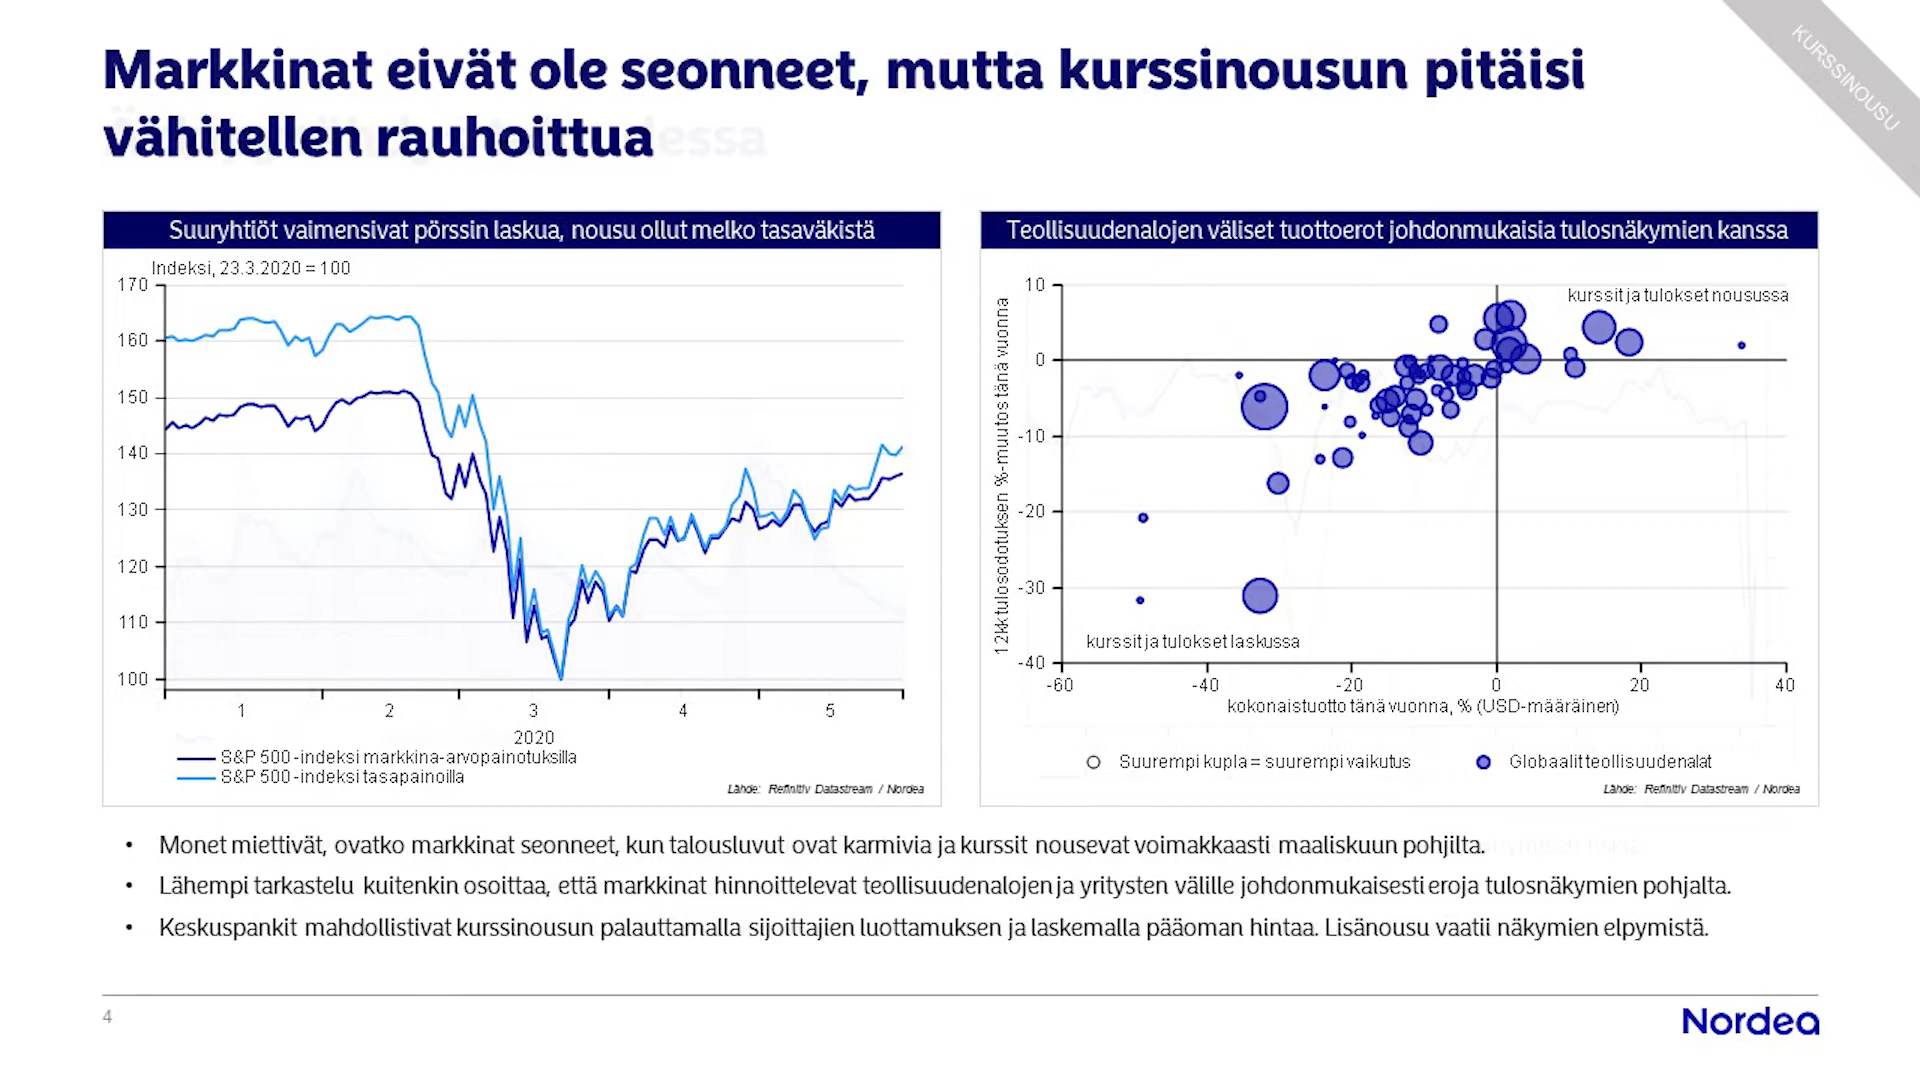 Markkinat eivät ole seonneet, mutta kurssinousun pitäisi
vähitellen rauhoittua
KURSSINOUSU
Suuryhtiöt vaimensivat pörssin laskua, nousu ollut melko tasaväkistä
Indeksi, 23.3.2020 = 100
170
160
150
140
130
120
110
100
1 2 3 4 5
2020
S&P 500 -indeksi markkina-arvopainotuksilla
S&P 500 -indeksi tasapainoilla
Lähde: Refinitiv Datastream / Nordea
Teollisuudenalojen väliset tuottoerot johdonmukaisia tulosnäkymien kanssa
12kk tulosodotuksen %-muutos tänä vuonna
10
0
-10
-20
-30
-40
kurssit ja tulokset nousussa
kurssit ja tulokset laskussa
-60 -40 -20 0 20 40
kokonaistuotto tänä vuonna, % (USD-määräinen)
Suurempi kupla = suurempi vaikutus
Globaalit teollisuudenalat
Lähde: Refinitiv Datastream / Nordea
• Monet miettivät, ovatko markkinat seonneet, kun talousluvut ovat karmivia ja kurssit nousevat voimakkaasti maaliskuun pohjilta.
• Lähempi tarkastelu kuitenkin osoittaa, että markkinat hinnoittelevat teollisuudenalojen ja yritysten välille johdonmukaisesti eroja tulosnäkymien pohjalta.
• Keskuspankit mahdollistivat kurssinousun palauttamalla sijoittajien luottamuksen ja laskemalla pääoman hintaa. Lisänousu vaatii näkymien elpymistä.
4
Nordea